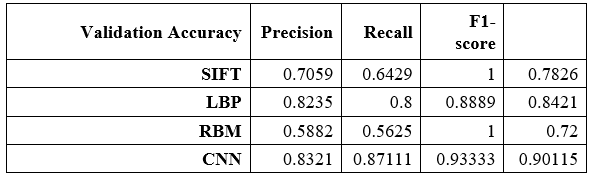 Validation Accuracy Precision Recall F1-score
SIFT 0.7059 0.6429 1 0.7826
LBP 0.8235 0.8 0.8889 0.8421
RBM 0.5882 0.5625 1 0.72
CNN 0.8321 0.87111 0.93333 0.90115